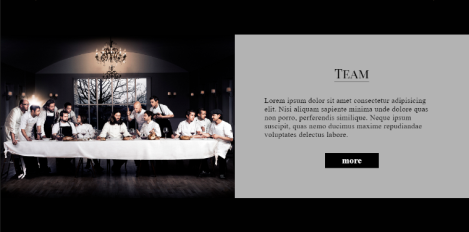 TEAM
Lorem ipsum dolor sit amet consectetur adipisicing
elit. Nisi aliquam sapiente minima unde dolore quas
non porro, perferendis similique. Neque ipsum
suscipit, quas nemo ducimus maxime repudiandae
voluptates delectus labore.
more